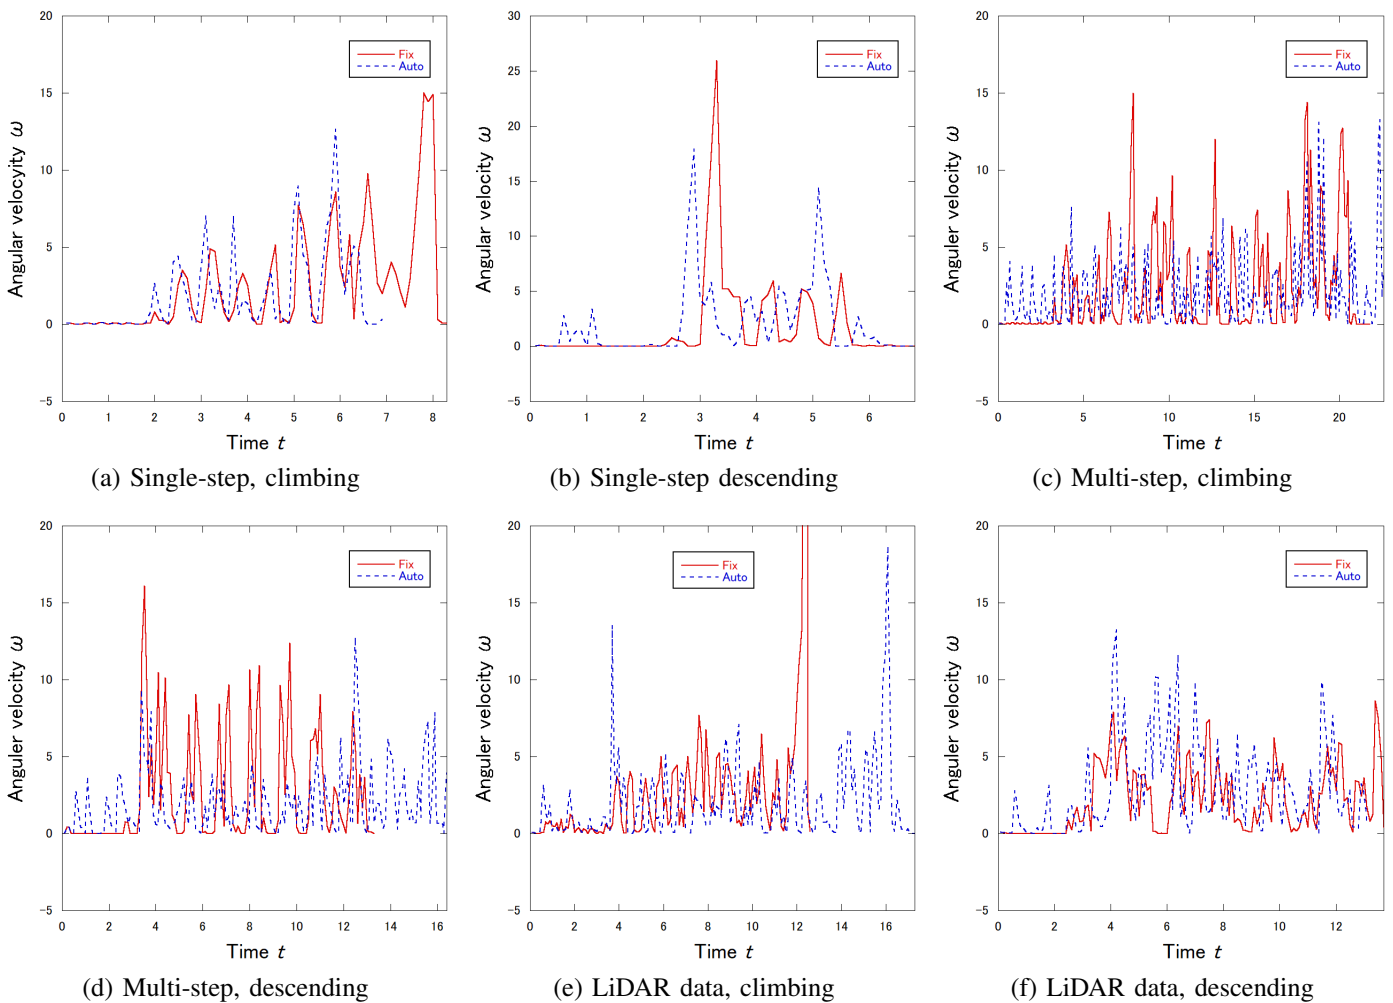 20
15
10
5
0
−5
Angular velocyity ω
Fix
Auto
0 1 2 3 4 5 6 7 8
Time t
(a) Single-step, climbing
30
25
20
15
10
5
0
−5
Anguler velocity ω
Fix
Auto
0 1 2 3 4 5 6
Time t
(b) Single-step descending
20
15
10
5
0
−5
Anguler velocity ω
Fix
Auto
0 5 10 15 20
Time t
(c) Multi-step, climbing
20
15
10
5
0
−5
Anguler velocity ω
Fix
Auto
0 2 4 6 8 10 12 14 16
Time t
(d) Multi-step, descending
20
15
10
5
0
−5
Anguler velocity ω
Fix
Auto
0 2 4 6 8 10 12 14 16
Time t
(e) LiDAR data, climbing
20
15
10
5
0
−5
Anguler velocity ω
Fix
Auto
0 2 4 6 8 10 12
Time t
(f) LiDAR data, descending